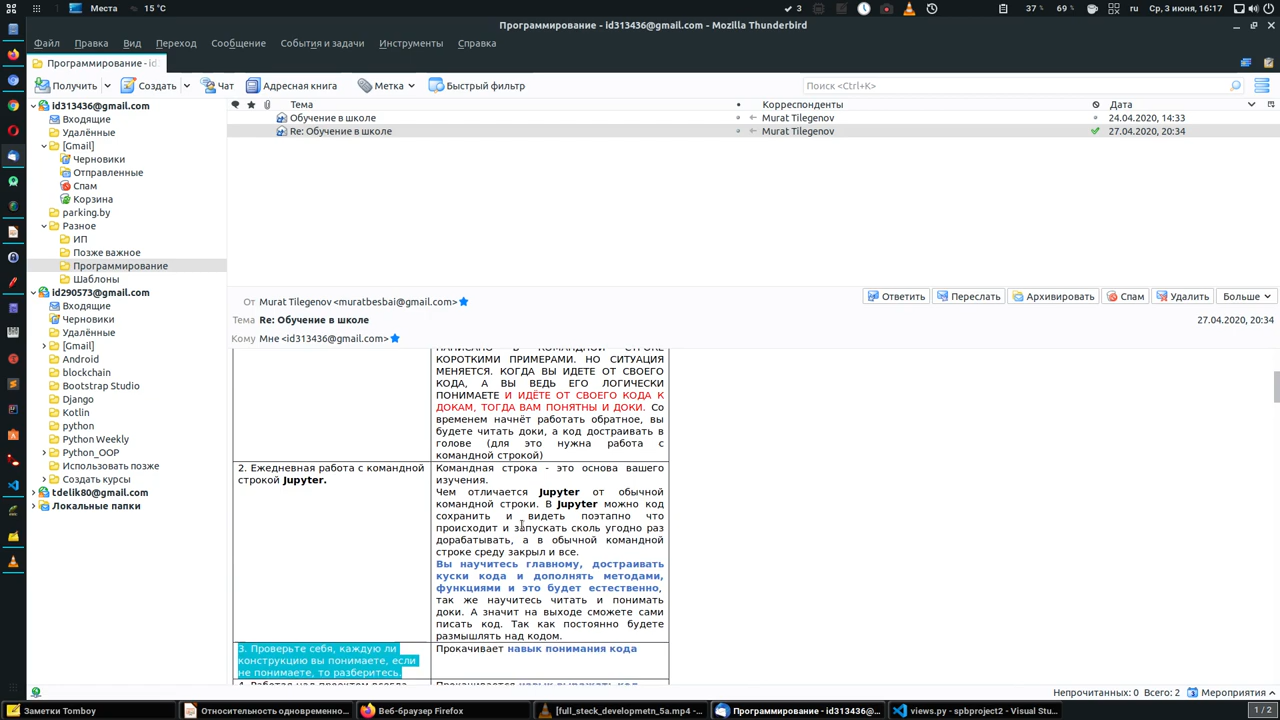 Места
15 °C
3
37 %
69 %
ru
Ср, 3 июня, 16:17
Программирование - id313436@gmail.com - Mozilla Thunderbird
Файл Правка Вид Переход Сообщение События и задачи Инструменты Справка
Программирование - id
Получить Создать Чат Адресная книга Метка Быстрый фильтр
Поиск <Ctrl+K>
id313436@gmail.com
Входящие
Удалённые
[Gmail]
Черновики
Отправленные
Спам
Корзина
parking.by
Разное
ИП
Позже важное
Программирование
Шаблоны
id290573@gmail.com
Входящие
Черновики
Удалённые
[Gmail]
Android
blockchain
Bootstrap Studio
Django
Kotlin
python
Python Weekly
Python_OOP
Использовать позже
Создать курсы
tdelik80@gmail.com
Локальные папки
Тема Корреспонденты Дата
Обучение в школе Murat Tilegenov 24.04.2020, 14:33
Re: Обучение в школе Murat Tilegenov 27.04.2020, 20:34
От Murat Tilegenov <muratbesbai@gmail.com>
Ответить Переслать Архивировать Спам Удалить Больше
Тема Re: Обучение в школе
27.04.2020, 20:34
Кому Мне <id313436@gmail.com>
НАПИСАНО В КОМАНДНОЙ СТРОКЕ
КОРОТКИМИ ПРИМЕРАМИ. НО СИТУАЦИЯ
МЕНЯЕТСЯ. КОГДА ВЫ ИДЕТЕ ОТ СВОЕГО
КОДА, А ВЫ ВЕДЬ ЕГО ЛОГИЧЕСКИ
ПОНИМАЕТЕ И ИДЁТЕ ОТ СВОЕГО КОДА К
ДОКАМ, ТОГДА ВАМ ПОНЯТНЫ И ДОКИ. Со
временем начнёт работать обратное, вы
будете читать доки, а код достраивать в
голове (для это нужна работа с
командной строкой)
2. Ежедневная работа с командной
строкой Jupyter.
Командная строка - это основа вашего
изучения.
Чем отличается Jupyter от обычной
командной строки. В Jupyter можно код
сохранить и видеть поэтапно что
происходит и запускать сколь угодно раз
дорабатывать, а в обычной командной
строке среду закрыл и все.
Вы научитесь главному, достраивать
куски кода и дополнять методами,
функциями и это будет естественно,
так же научитесь читать и понимать
доки. А значит на выходе сможете сами
писать код. Так как постоянно будете
размышлять над кодом.
3. Проверьте себя, каждую ли
конструкцию вы понимаете, если
не понимаете, то разберитесь.
Прокачивает навык понимания кода
Непрочитанных: 0 Всего: 2 Мероприятия
Заметки Tomboy
Относительность одновременно...
Веб-браузер Firefox
[full_steck_developmetn_5a.mp4 -...
Программирование - id313436@...
views.py - spbproject2 - Visual Stu...
1 / 2